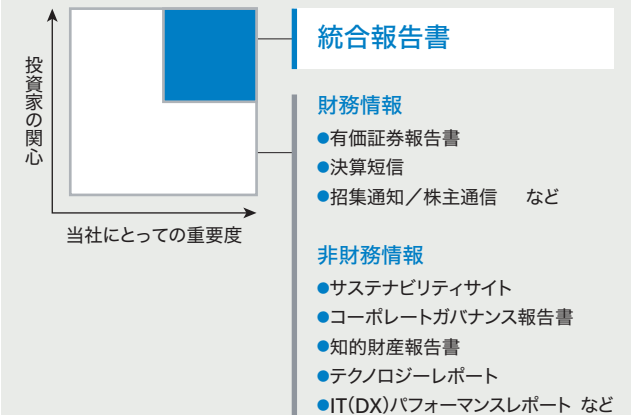 投資家の関心
当社にとっての重要度
統合報告書
財務情報
●有価証券報告書
●決算短信
●招集通知／株主通信 など
非財務情報
●サステナビリティサイト
●コーポレートガバナンス報告書
●知的財産報告書
●テクノロジーレポート
●IT(DX)パフォーマンスレポート など